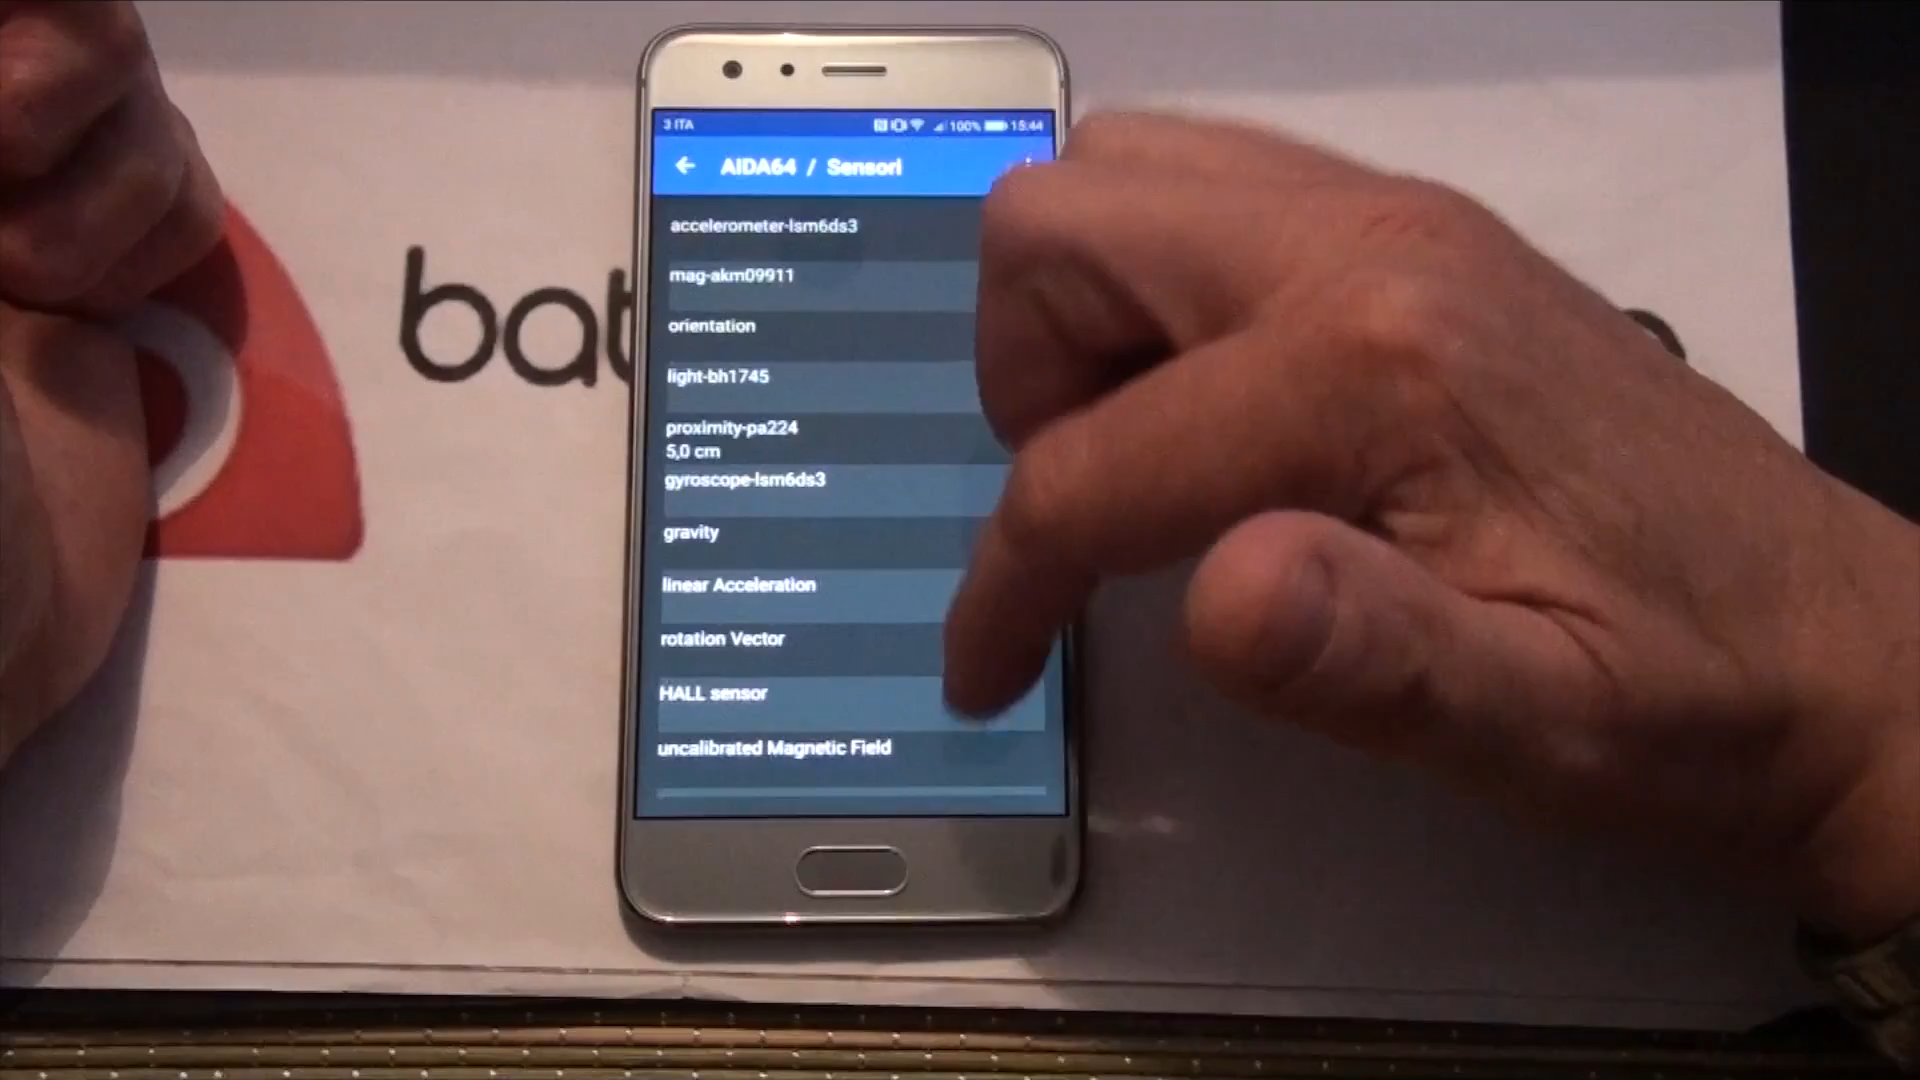 3 ITA
100% 15:44
AIDA64 / Sensori
accelerometer-lsm6ds3
mag-akm09911
orientation
light-bh1745
proximity-pa224
5,0 cm
gyroscope-lsm6ds3
gravity
linear Acceleration
rotation Vector
HALL sensor
uncalibrated Magnetic Field
bat